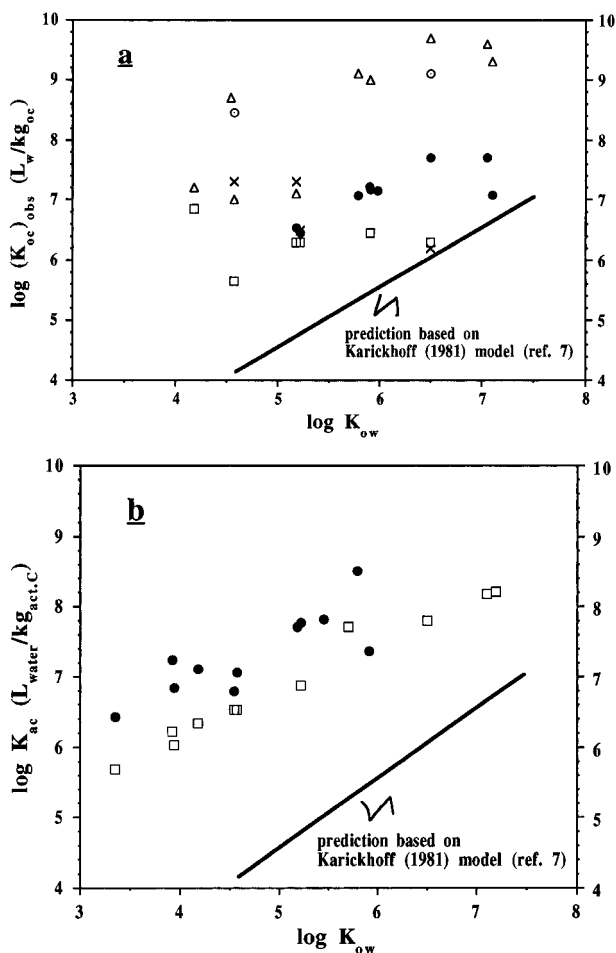 a
10
9
8
7
6
5
4
10
9
8
7
6
5
4
log (K_oc)_obs (L_w/kg_oc)
prediction based on
Karickhoff (1981) model (ref. 7)
3 4 5 6 7 8
log K_ow
b
10
9
8
7
6
5
4
10
9
8
7
6
5
4
log K_ac (L_water/kg_act.C)
prediction based on
Karickhoff (1981) model (ref. 7)
3 4 5 6 7 8
log K_ow